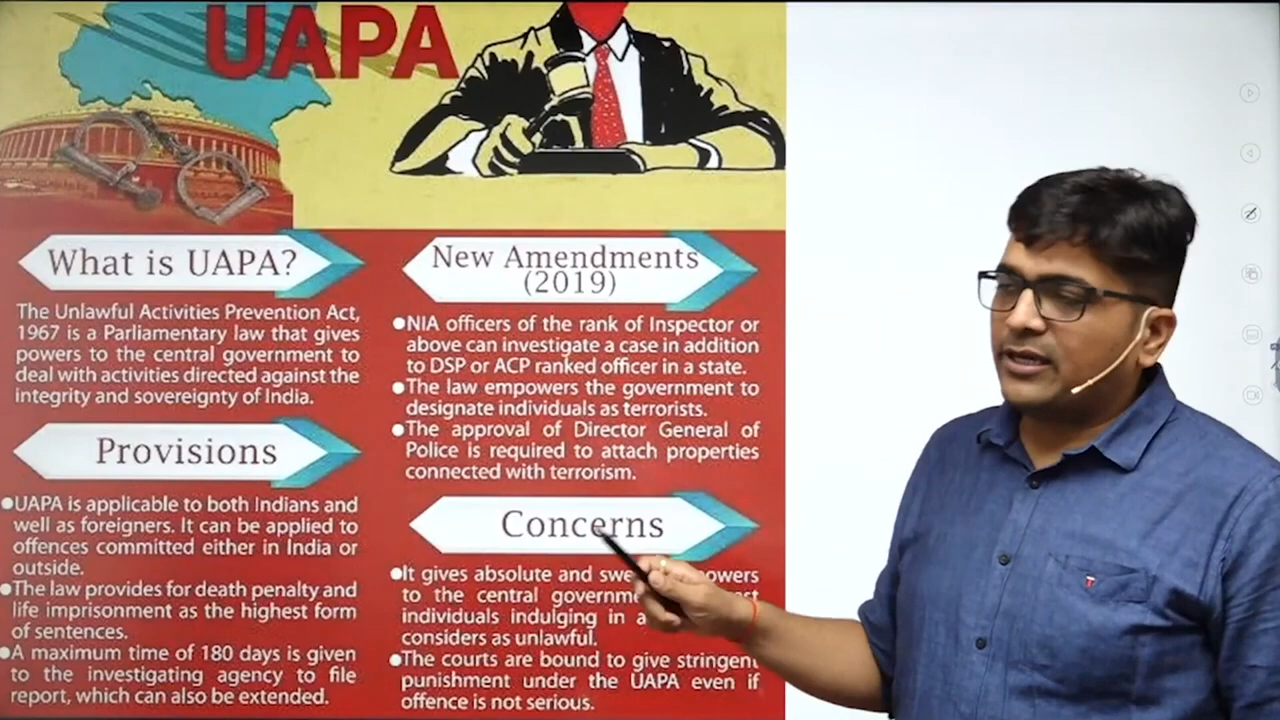 UAPA
What is UAPA?
The Unlawful Activities Prevention Act,
1967 is a Parliamentary law that gives
powers to the central government to
deal with activities directed against the
integrity and sovereignty of India.
Provisions
●UAPA is applicable to both Indians and
well as foreigners. It can be applied to
offences committed either in India or
outside.
●The law provides for death penalty and
life imprisonment as the highest form
of sentences.
●A maximum time of 180 days is given
to the investigating agency to file
report, which can also be extended.
New Amendments
(2019)
●NIA officers of the rank of Inspector or
above can investigate a case in addition
to DSP or ACP ranked officer in a state.
●The law empowers the government to
designate individuals as terrorists.
●The approval of Director General of
Police is required to attach properties
connected with terrorism.
Concerns
●It gives absolute and
to the central
individuals indulging in
considers as unlawful.
●The courts are bound to give stringent
punishment under the UAPA even if
offence is not serious.